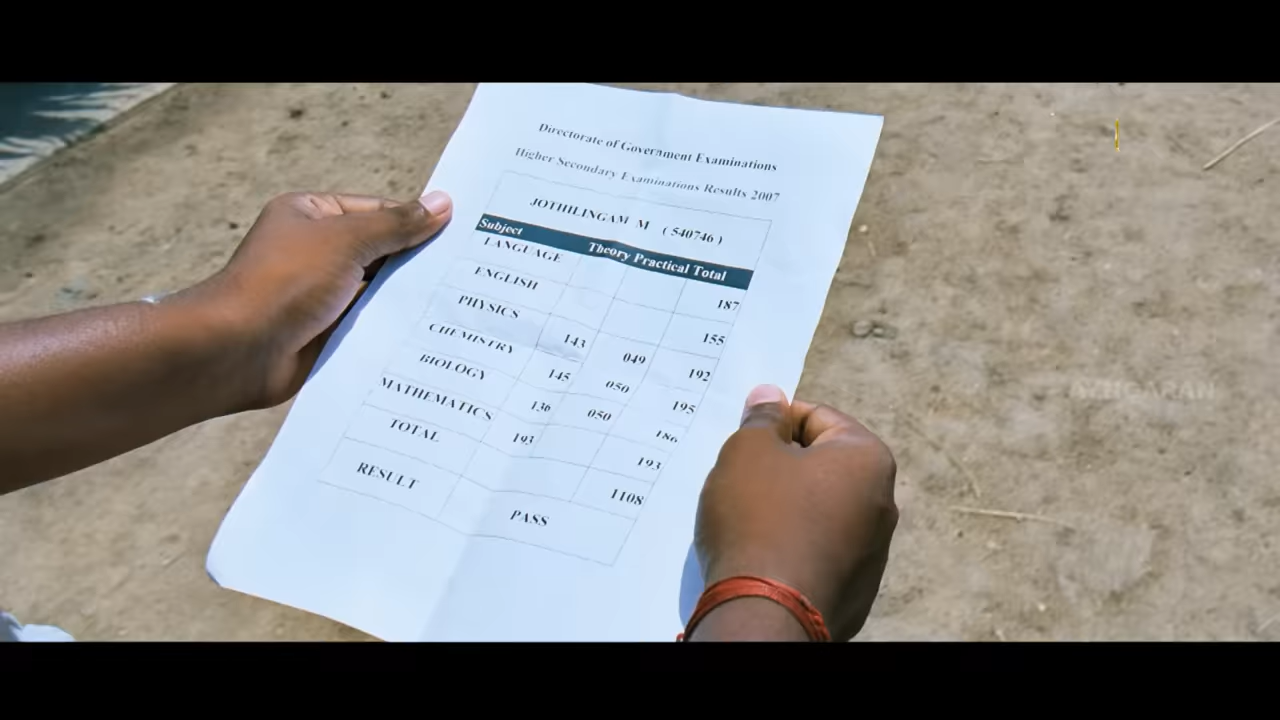 Directorate of Government Examinations
Higher Secondary Examinations Results 2007
JOTHILINGAM M ( 540746 )
Subject Theory Practical Total
LANGUAGE 187
ENGLISH 155
PHYSICS 143 049 192
CHEMISTRY 145 050 195
BIOLOGY 136 050 186
MATHEMATICS 193 193
TOTAL 1108
RESULT PASS